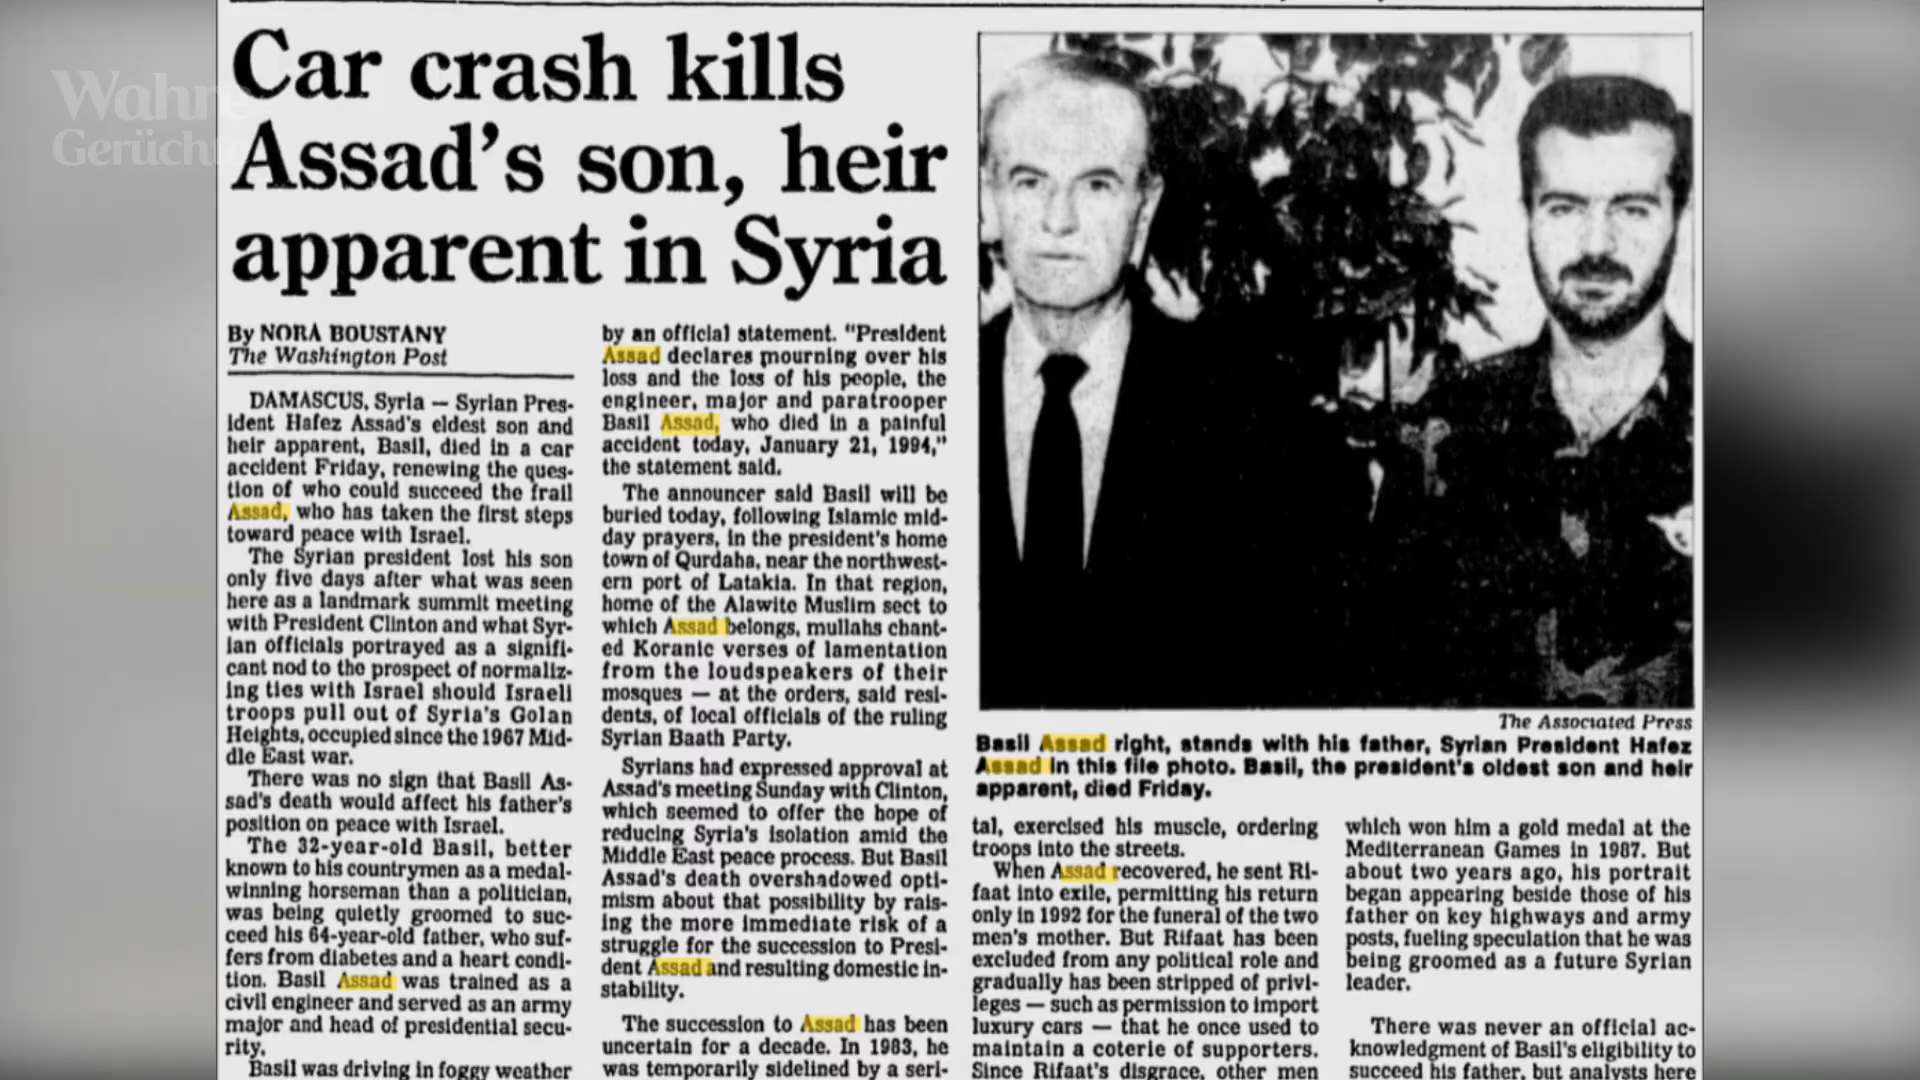 Wahre
Gerüchte
Car crash kills
Assad's son, heir
apparent in Syria
By NORA BOUSTANY
The Washington Post
DAMASCUS, Syria — Syrian Pres-
ident Hafez Assad's eldest son and
heir apparent, Basil, died in a car
accident Friday, renewing the ques-
tion of who could succeed the frail
Assad, who has taken the first steps
toward peace with Israel.
The Syrian president lost his son
only five days after what was seen
here as a landmark summit meeting
with President Clinton and what Syr-
ian officials portrayed as a signifi-
cant nod to the prospect of normaliz-
ing ties with Israel should Israeli
troops pull out of Syria's Golan
Heights, occupied since the 1967 Mid-
dle East war.
There was no sign that Basil As-
sad's death would affect his father's
position on peace with Israel.
The 32-year-old Basil, better
known to his countrymen as a medal-
winning horseman than a politician,
was being quietly groomed to suc-
ceed his 64-year-old father, who suf-
fers from diabetes and a heart condi-
tion. Basil Assad was trained as a
civil engineer and served as an army
major and head of presidential secu-
rity.
Basil was driving in foggy weather
by an official statement. "President
Assad declares mourning over his
loss and the loss of his people, the
engineer, major and paratrooper
Basil Assad, who died in a painful
accident today, January 21, 1994,"
the statement said.
The announcer said Basil will be
buried today, following Islamic mid-
day prayers, in the president's home
town of Qurdaha, near the northwest-
ern port of Latakia. In that region,
home of the Alawite Muslim sect to
which Assad belongs, mullahs chant-
ed Koranic verses of lamentation
from the loudspeakers of their
mosques — at the orders, said resi-
dents, of local officials of the ruling
Syrian Baath Party.
Syrians had expressed approval at
Assad's meeting Sunday with Clinton,
which seemed to offer the hope of
reducing Syria's isolation amid the
Middle East peace process. But Basil
Assad's death overshadowed opti-
mism about that possibility by rais-
ing the more immediate risk of a
struggle for the succession to Presi-
dent Assad and resulting domestic in-
stability.
The succession to Assad has been
uncertain for a decade. In 1983, he
was temporarily sidelined by a seri-
The Associated Press
Basil Assad right, stands with his father, Syrian President Hafez
Assad in this file photo. Basil, the president's oldest son and heir
apparent, died Friday.
tal, exercised his muscle, ordering
troops into the streets.
When Assad recovered, he sent Ri-
faat into exile, permitting his return
only in 1992 for the funeral of the two
men's mother. But Rifaat has been
excluded from any political role and
gradually has been stripped of privi-
leges — such as permission to import
luxury cars — that he once used to
maintain a coterie of supporters.
Since Rifaat's disgrace, other men
which won him a gold medal at the
Mediterranean Games in 1987. But
about two years ago, his portrait
began appearing beside those of his
father on key highways and army
posts, fueling speculation that he was
being groomed as a future Syrian
leader.
There was never an official ac-
knowledgment of Basil's eligibility to
succeed his father, but analysts here